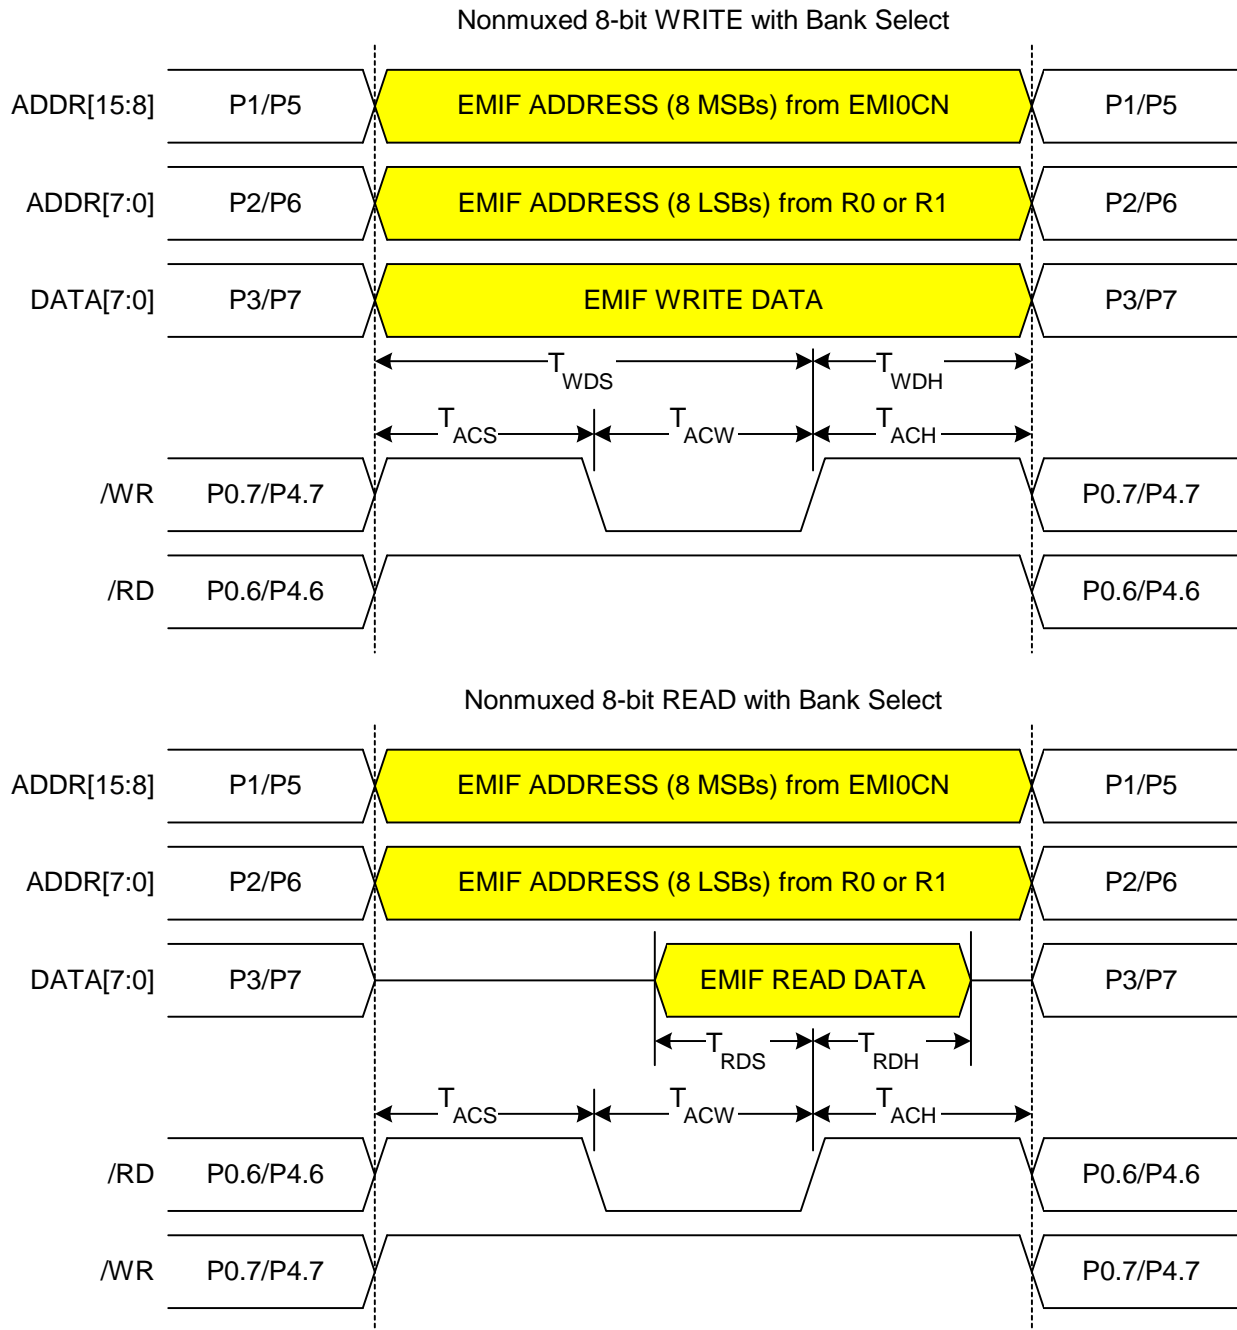 Nonmuxed 8-bit WRITE with Bank Select
ADDR[15:8] P1/P5 EMIF ADDRESS (8 MSBs) from EMI0CN P1/P5
ADDR[7:0] P2/P6 EMIF ADDRESS (8 LSBs) from R0 or R1 P2/P6
DATA[7:0] P3/P7 EMIF WRITE DATA P3/P7
TWDS TWDH
TACS TACW TACH
/WR P0.7/P4.7 P0.7/P4.7
/RD P0.6/P4.6 P0.6/P4.6
Nonmuxed 8-bit READ with Bank Select
ADDR[15:8] P1/P5 EMIF ADDRESS (8 MSBs) from EMI0CN P1/P5
ADDR[7:0] P2/P6 EMIF ADDRESS (8 LSBs) from R0 or R1 P2/P6
DATA[7:0] P3/P7 EMIF READ DATA P3/P7
TRDS TRDH
TACS TACW TACH
/RD P0.6/P4.6 P0.6/P4.6
/WR P0.7/P4.7 P0.7/P4.7